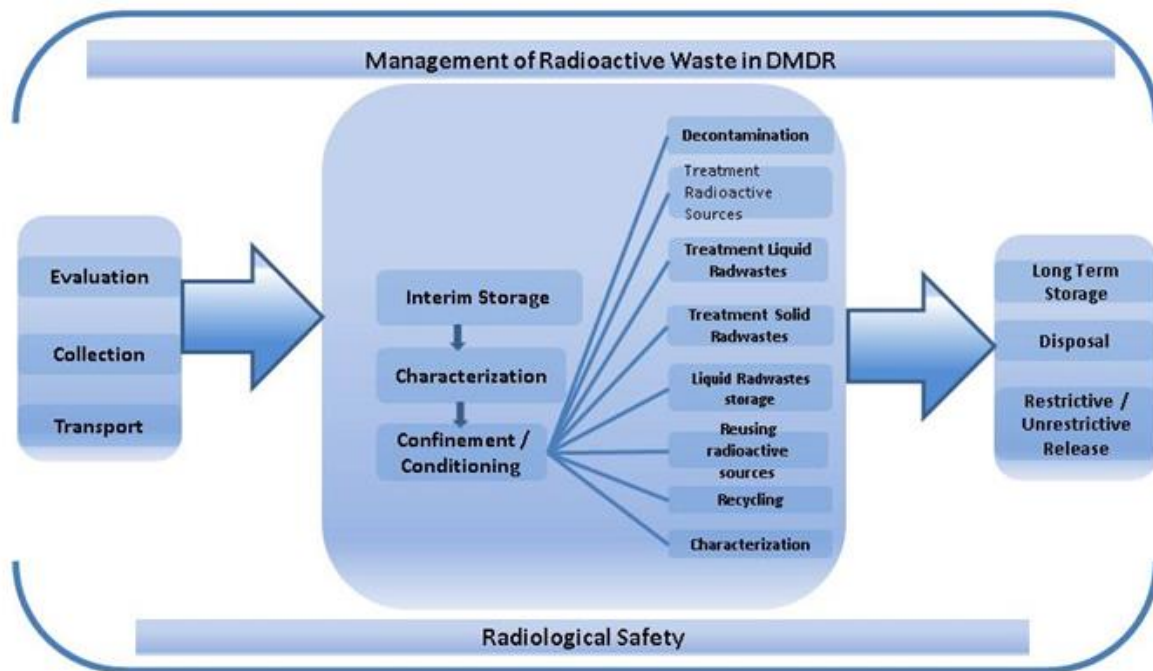 Management of Radioactive Waste in DMDR
Evaluation
Collection
Transport
Interim Storage
Characterization
Confinement /
Conditioning
Decontamination
Treatment
Radioactive
Sources
Treatment Liquid
Radwastes
Treatment Solid
Radwastes
Liquid Radwastes
storage
Reusing
radioactive
sources
Recycling
Characterization
Long Term
Storage
Disposal
Restrictive /
Unrestrictive
Release
Radiological Safety